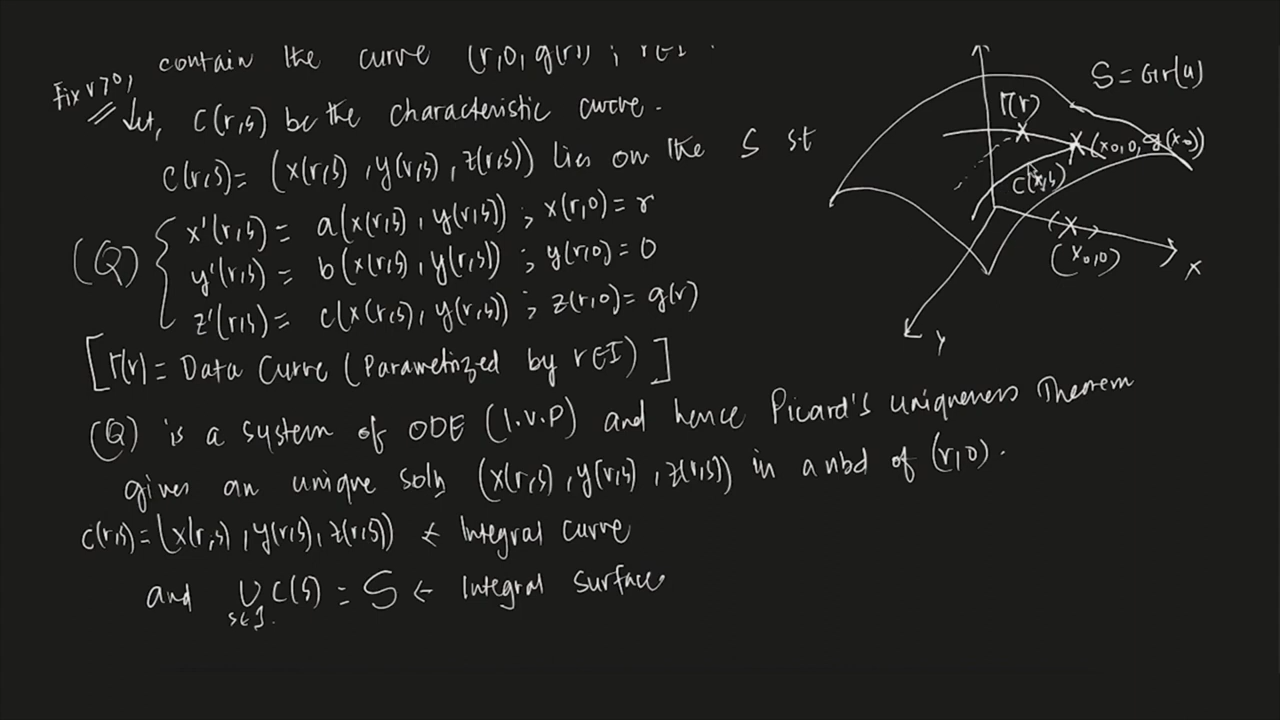 contain the curve (r,0,g(r)) ; r∈I.
Fix r>0,
Let, C(r,s) be the characteristic curve.
C(r,s) = (x(r,s), y(r,s), z(r,s)) lies on the S s.t
(Q) { x'(r,s) = a(x(r,s), y(r,s)) ; x(r,0) = r
y'(r,s) = b(x(r,s), y(r,s)) ; y(r,0) = 0
z'(r,s) = c(x(r,s), y(r,s)) ; z(r,0) = g(r)
[Γ(r) = Data Curve (Parametrized by r∈I)]
(Q) is a system of ODE (I.V.P) and hence Picard's uniqueness Theorem
gives an unique soln (x(r,s), y(r,s), z(r,s)) in a nbd of (r,0).
C(r,s) = (x(r,s), y(r,s), z(r,s)) ← Integral curve
and ∪ C(s) = S ← Integral surface
s∈J.
S = Gr(u)
Γ(r)
(x₀,0,g(x₀))
(x₀,0)
x
y